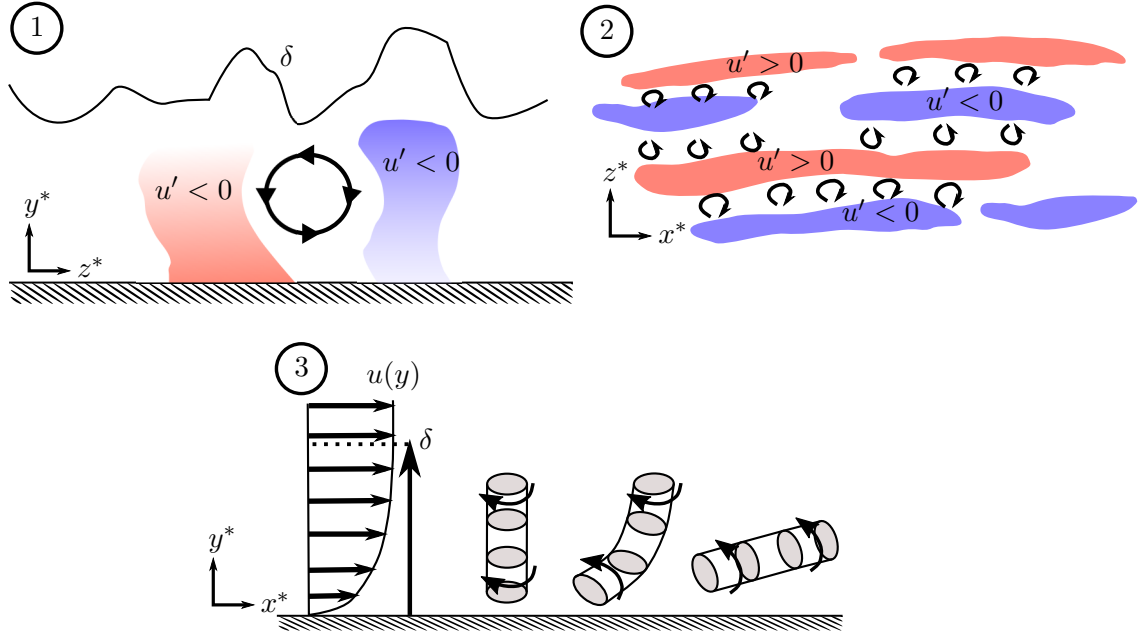 1
δ
u′ < 0
u′ < 0
y*
z*
2
u′ > 0
u′ < 0
u′ > 0
u′ < 0
z*
x*
3
u(y)
δ
y*
x*